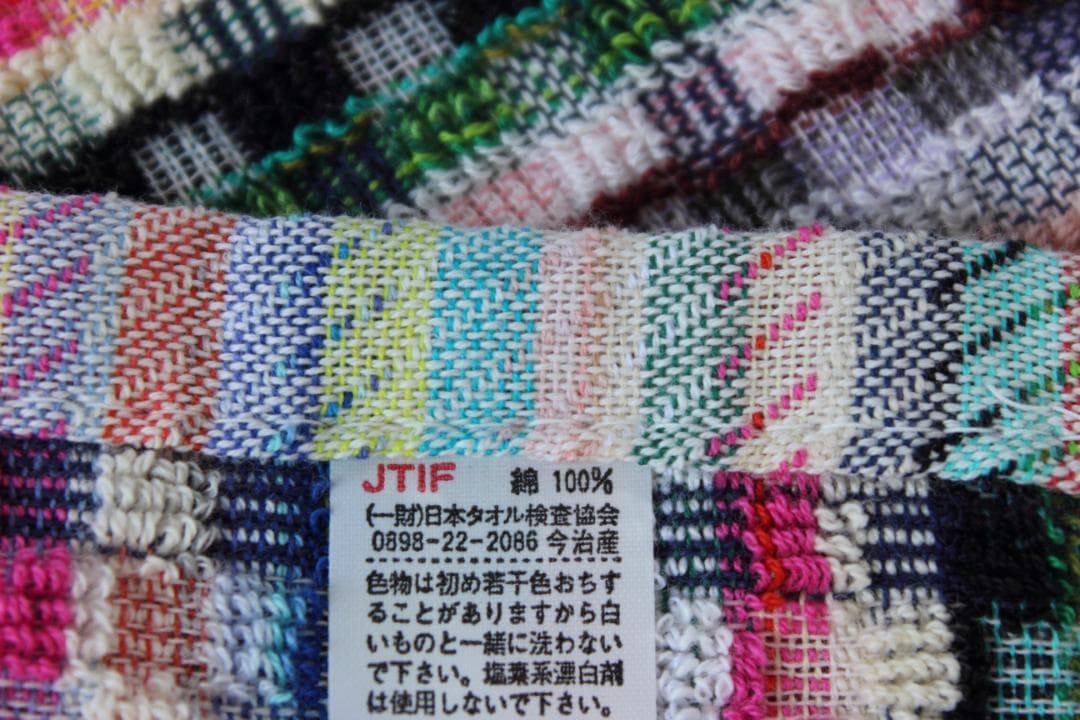 JTIF 綿 100%
(一財)日本タオル検査協会
0898-22-2086 今治産
色物は初め若干色おちす
ることがありますから白
いものと一緒に洗わない
で下さい。塩素系漂白剤
は使用しないで下さい。